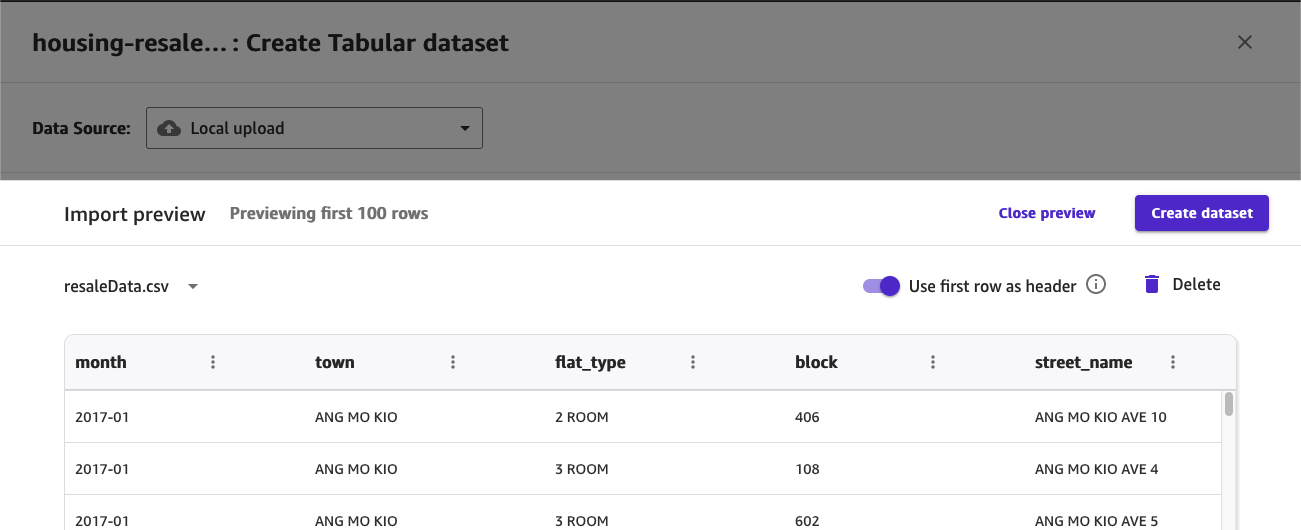 housing-resale... : Create Tabular dataset
Data Source: Local upload
Import preview Previewing first 100 rows Close preview Create dataset
resaleData.csv Use first row as header Delete
month town flat_type block street_name
2017-01 ANG MO KIO 2 ROOM 406 ANG MO KIO AVE 10
2017-01 ANG MO KIO 3 ROOM 108 ANG MO KIO AVE 4
2017-01 ANG MO KIO 3 ROOM 602 ANG MO KIO AVE 5